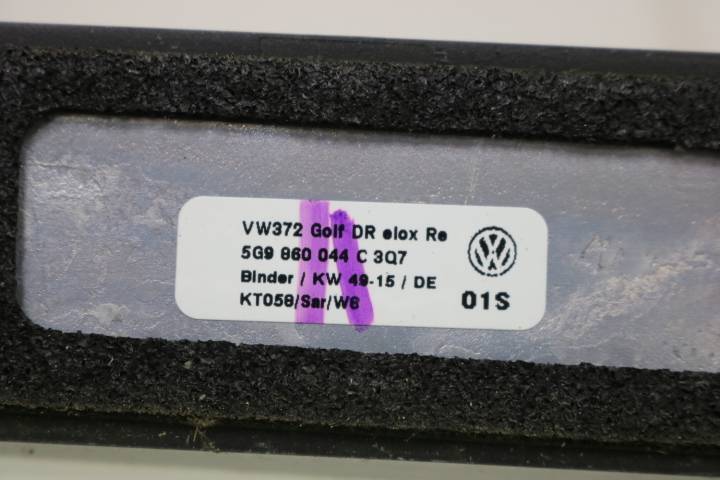 VW372 Golf DR elox Re
5G9 860 044 C 3Q7
Binder / KW 49-15 / DE
KT058/Sar/W6
01S